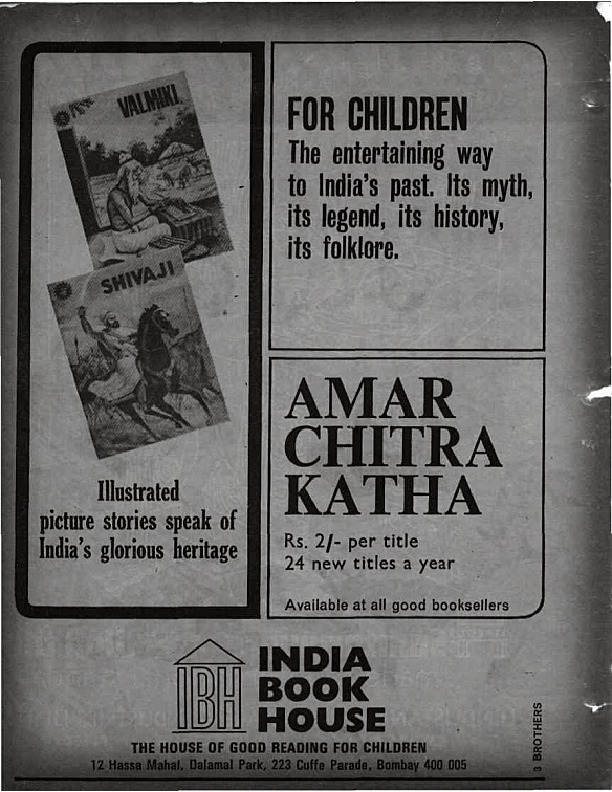 VALMIKI
SHIVAJI
Illustrated
picture stories speak of
India's glorious heritage
FOR CHILDREN
The entertaining way
to India's past. Its myth,
its legend, its history,
its folklore.
AMAR
CHITRA
KATHA
Rs. 2/- per title
24 new titles a year
Available at all good booksellers
IBH
INDIA
BOOK
HOUSE
THE HOUSE OF GOOD READING FOR CHILDREN
12 Hassa Mahal, Dalamal Park, 223 Cuffe Parade, Bombay 400 005
3 BROTHERS